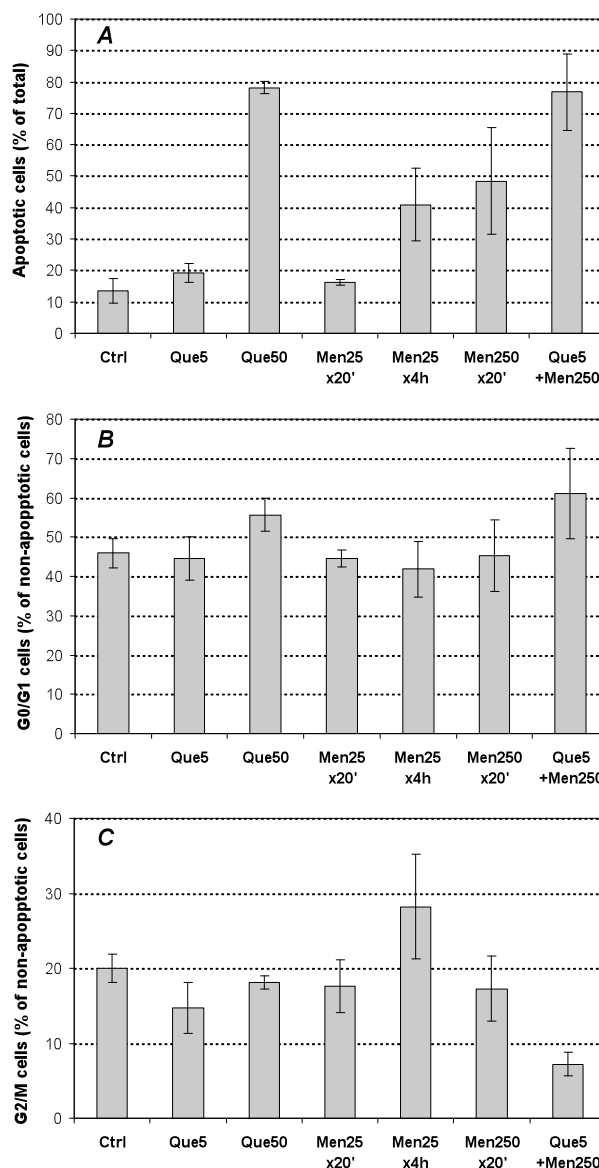 A
Apoptotic cells (% of total)
100
90
80
70
60
50
40
30
20
10
0
Ctrl Que5 Que50 Men25 Men25 Men250 Que5
x20' x4h x20' +Men250
B
G0/G1 cells (% of non-apopptotic cells)
80
70
60
50
40
30
20
10
0
Ctrl Que5 Que50 Men25 Men25 Men250 Que5
x20' x4h x20' +Men250
C
G2/M cells (% of non-apopptotic cells)
40
30
20
10
0
Ctrl Que5 Que50 Men25 Men25 Men250 Que5
x20' x4h x20' +Men250